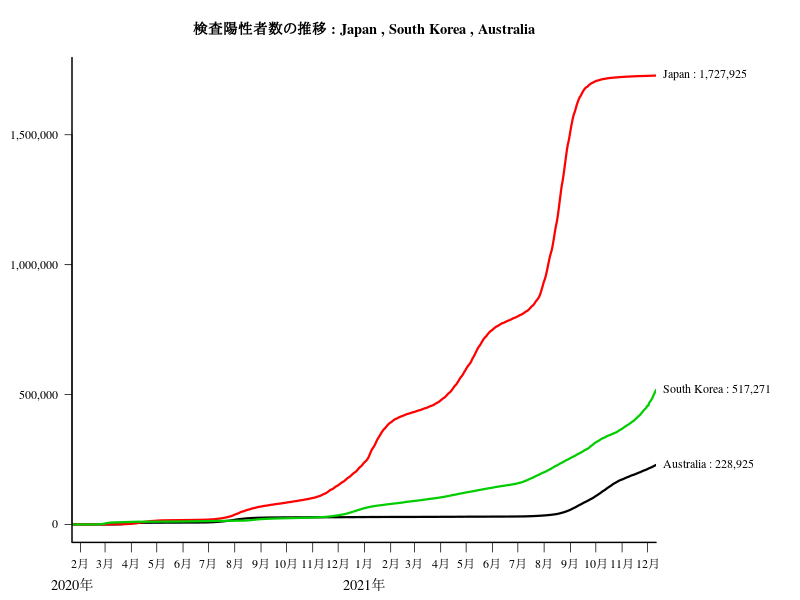 検査陽性者数の推移 : Japan , South Korea , Australia
Japan : 1,727,925
1,500,000
1,000,000
500,000
South Korea : 517,271
Australia : 228,925
0
2月 3月 4月 5月 6月 7月 8月 9月 10月 11月 12月 1月 2月 3月 4月 5月 6月 7月 8月 9月 10月 11月 12月
2020年 2021年